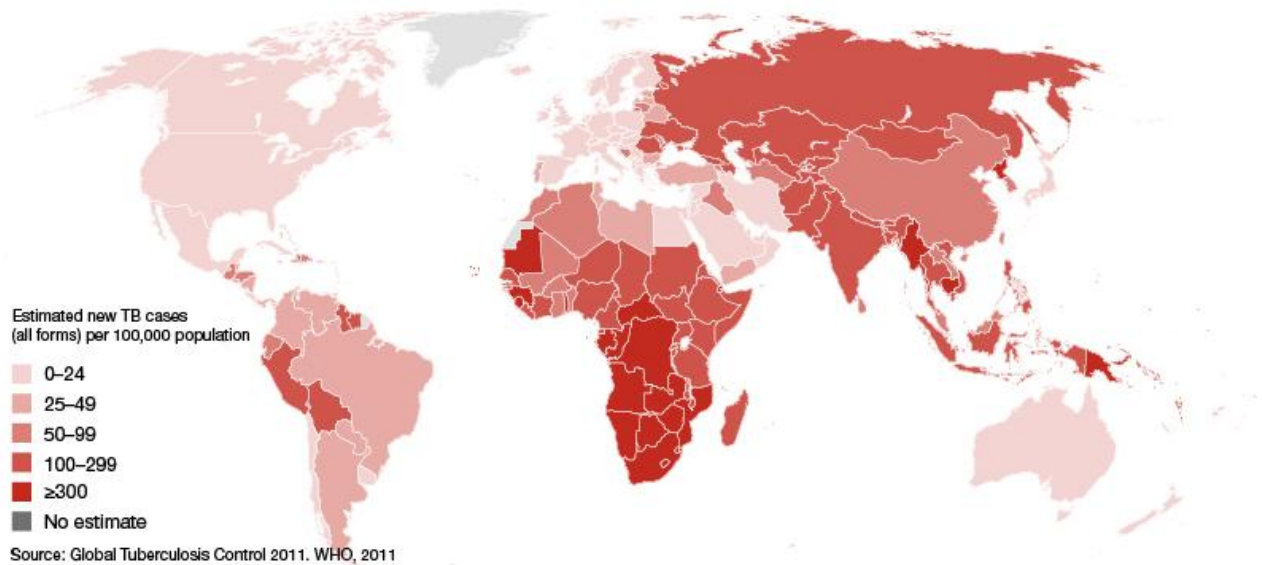 Estimated new TB cases
(all forms) per 100,000 population
0–24
25–49
50–99
100–299
≥300
No estimate
Source: Global Tuberculosis Control 2011. WHO, 2011